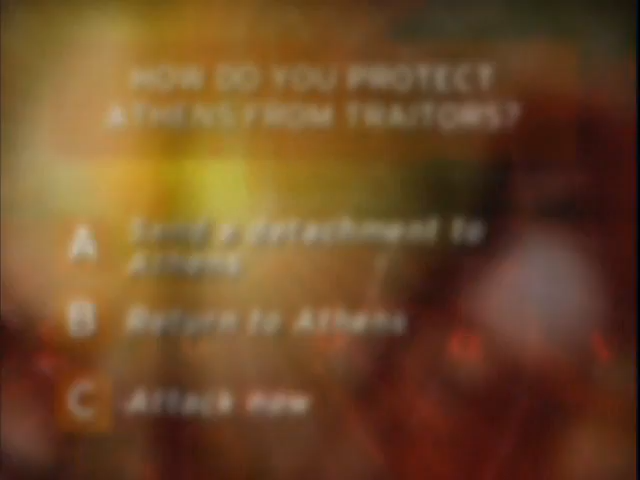 HOW DO YOU PROTECT
ATHENS FROM TRAITORS?
A Send a detachment to
Athens
B Return to Athens
C Attack now